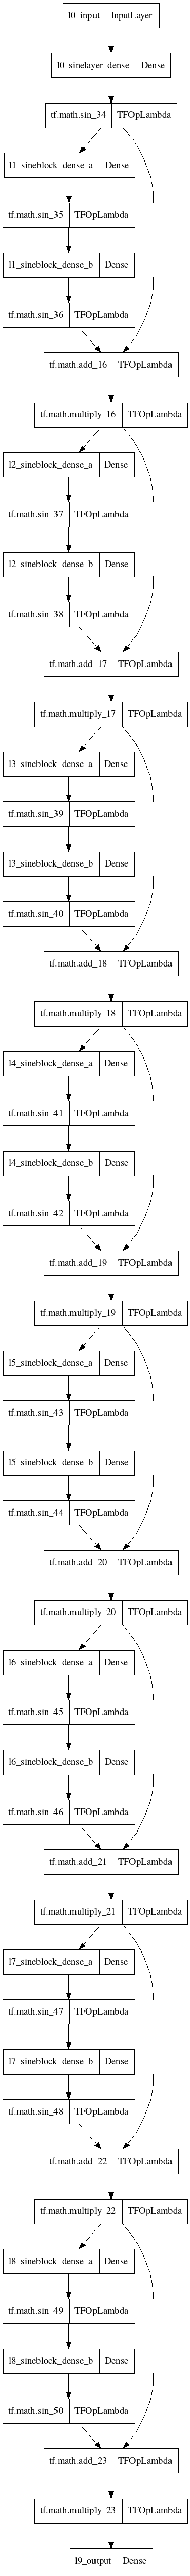 l0_input InputLayer
l0_sinelayer_dense Dense
tf.math.sin_34 TFOpLambda
l1_sineblock_dense_a Dense
tf.math.sin_35 TFOpLambda
l1_sineblock_dense_b Dense
tf.math.sin_36 TFOpLambda
tf.math.add_16 TFOpLambda
tf.math.multiply_16 TFOpLambda
l2_sineblock_dense_a Dense
tf.math.sin_37 TFOpLambda
l2_sineblock_dense_b Dense
tf.math.sin_38 TFOpLambda
tf.math.add_17 TFOpLambda
tf.math.multiply_17 TFOpLambda
l3_sineblock_dense_a Dense
tf.math.sin_39 TFOpLambda
l3_sineblock_dense_b Dense
tf.math.sin_40 TFOpLambda
tf.math.add_18 TFOpLambda
tf.math.multiply_18 TFOpLambda
l4_sineblock_dense_a Dense
tf.math.sin_41 TFOpLambda
l4_sineblock_dense_b Dense
tf.math.sin_42 TFOpLambda
tf.math.add_19 TFOpLambda
tf.math.multiply_19 TFOpLambda
l5_sineblock_dense_a Dense
tf.math.sin_43 TFOpLambda
l5_sineblock_dense_b Dense
tf.math.sin_44 TFOpLambda
tf.math.add_20 TFOpLambda
tf.math.multiply_20 TFOpLambda
l6_sineblock_dense_a Dense
tf.math.sin_45 TFOpLambda
l6_sineblock_dense_b Dense
tf.math.sin_46 TFOpLambda
tf.math.add_21 TFOpLambda
tf.math.multiply_21 TFOpLambda
l7_sineblock_dense_a Dense
tf.math.sin_47 TFOpLambda
l7_sineblock_dense_b Dense
tf.math.sin_48 TFOpLambda
tf.math.add_22 TFOpLambda
tf.math.multiply_22 TFOpLambda
l8_sineblock_dense_a Dense
tf.math.sin_49 TFOpLambda
l8_sineblock_dense_b Dense
tf.math.sin_50 TFOpLambda
tf.math.add_23 TFOpLambda
tf.math.multiply_23 TFOpLambda
l9_output Dense